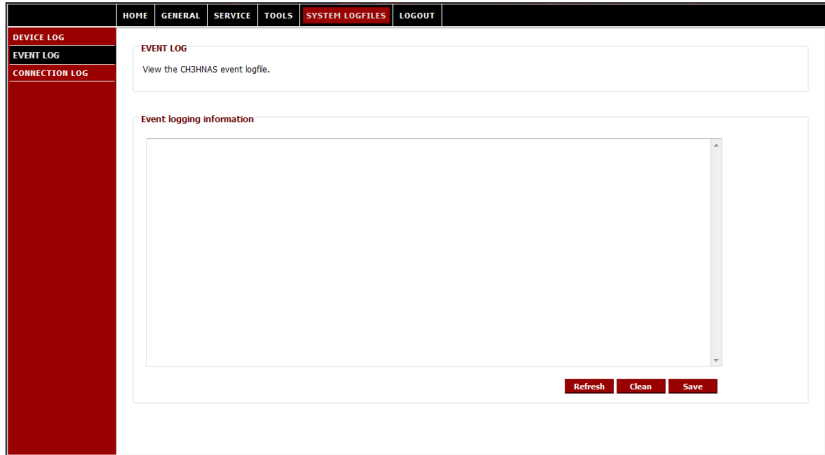 HOME GENERAL SERVICE TOOLS SYSTEM LOGFILES LOGOUT
DEVICE LOG
EVENT LOG
CONNECTION LOG
EVENT LOG
View the CH3HNAS event logfile.
Event logging information
Refresh Clean Save